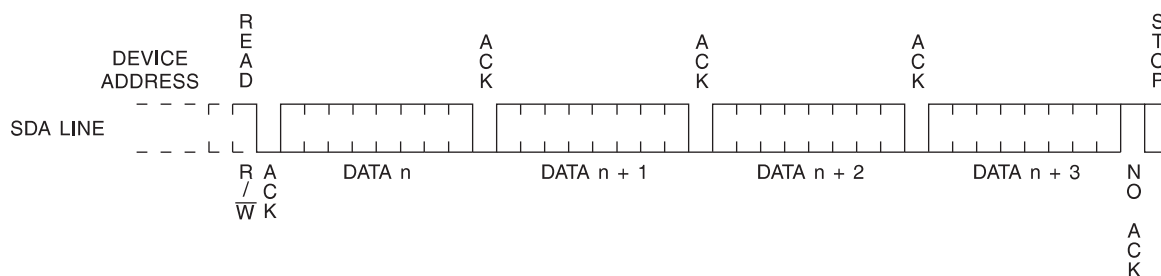 DEVICE
ADDRESS
READ
ACK
ACK
ACK
STOP
SDA LINE
R/W
ACK
DATA n
DATA n + 1
DATA n + 2
DATA n + 3
NO ACK